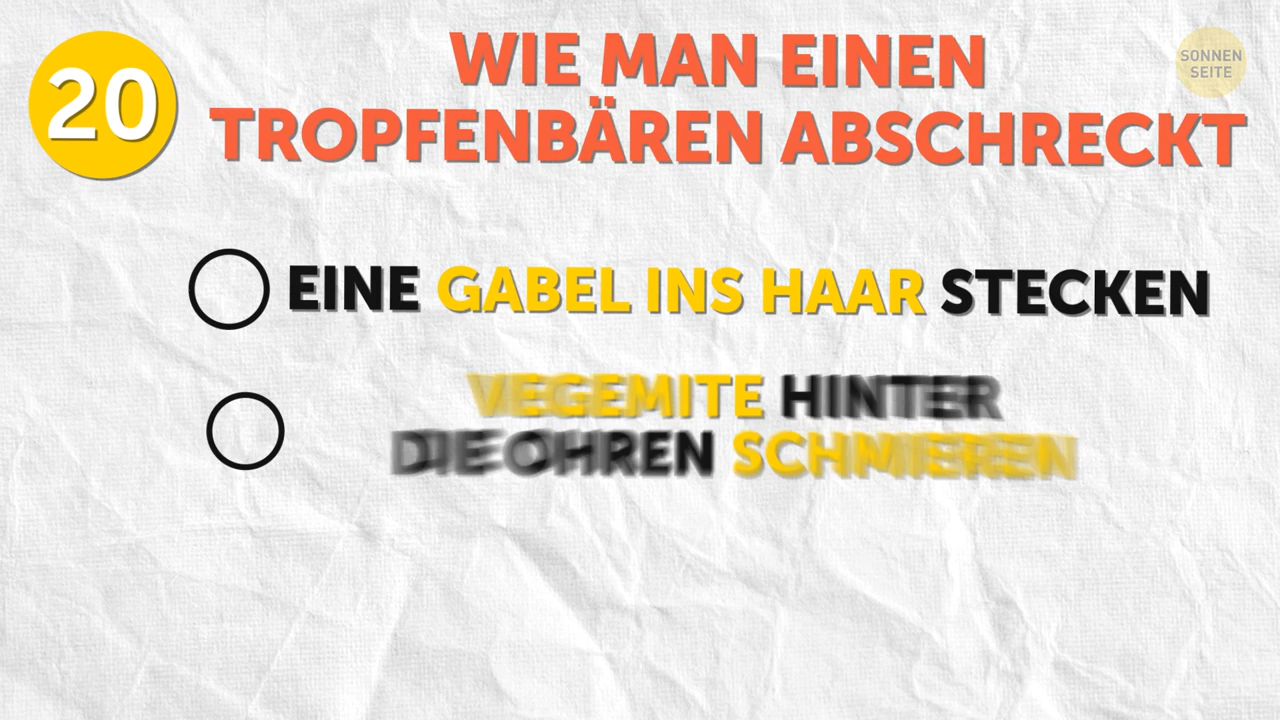 20
WIE MAN EINEN
TROPFENBÄREN ABSCHRECKT
SONNEN
SEITE
EINE GABEL INS HAAR STECKEN
VEGEMITE HINTER
DIE OHREN SCHMIEREN